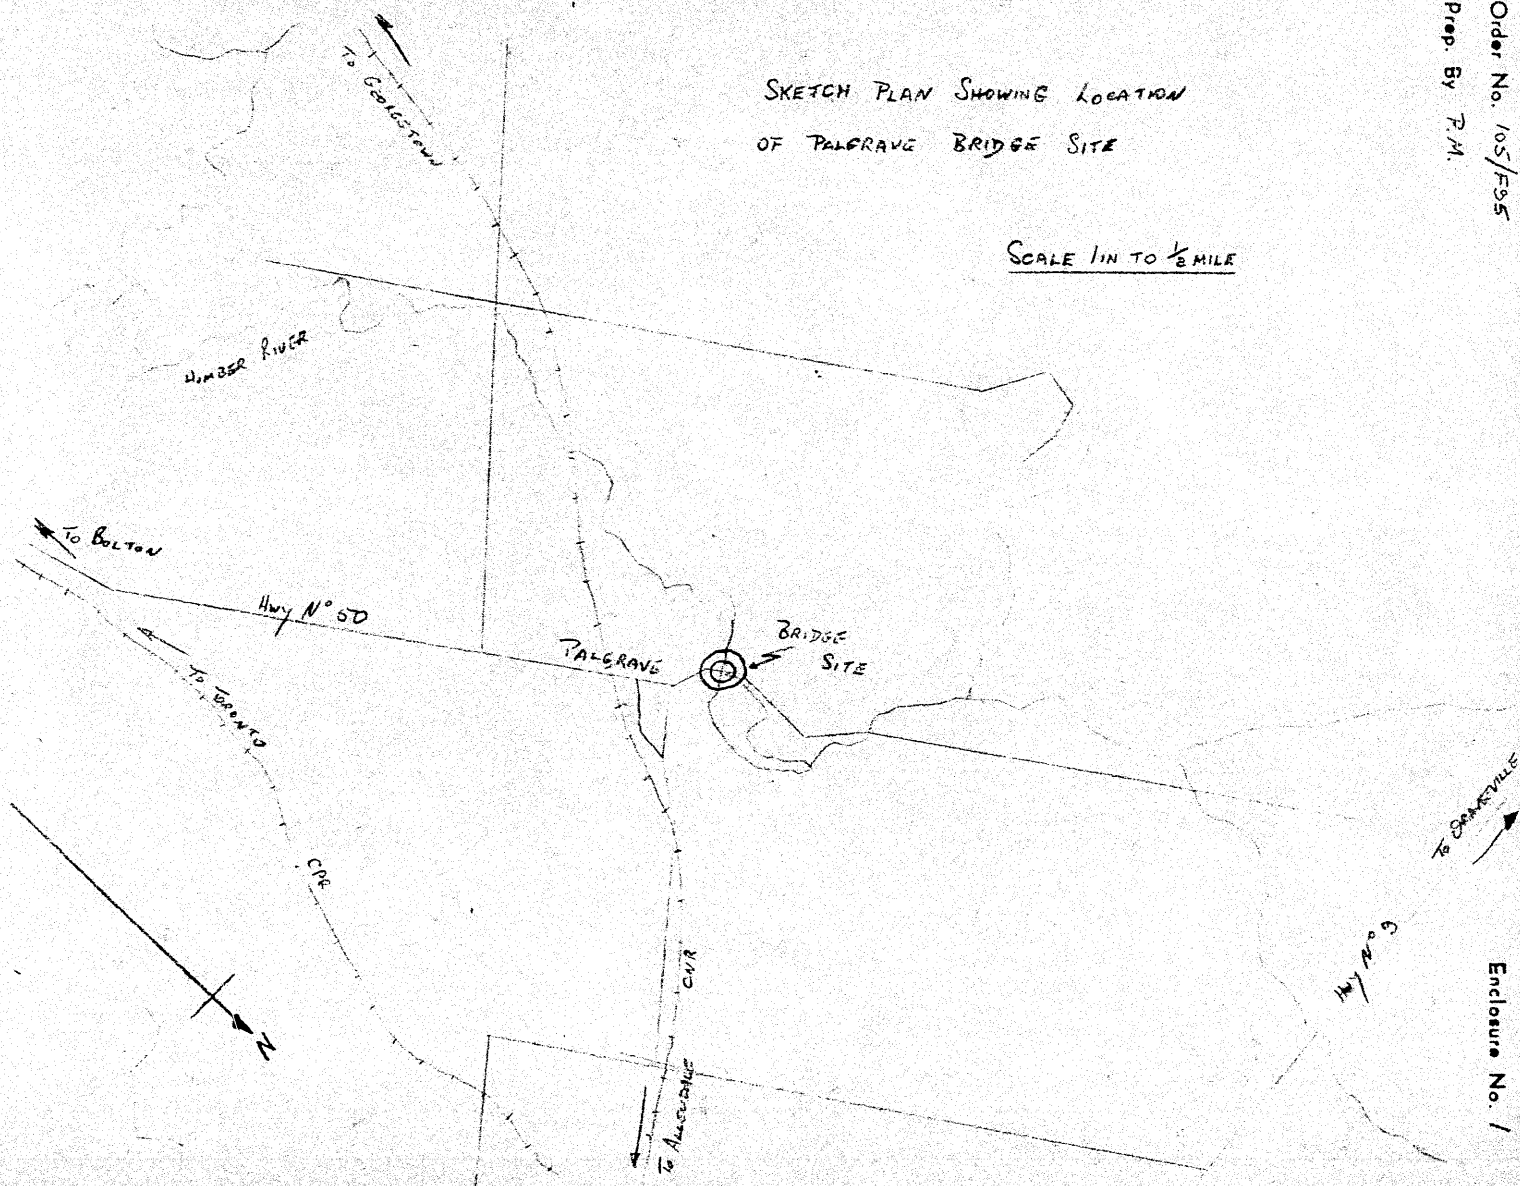 Order No. 105/F95
Prep. By P.M.
SKETCH PLAN SHOWING LOCATION
OF PALGRAVE BRIDGE SITE
SCALE 1IN TO ½ MILE
TO GEORGETOWN
HUMBER RIVER
TO BOLTON
Hwy No 50
PALGRAVE
BRIDGE
SITE
TO TORONTO
CPR
CNR
TO ALLENDALE
N
TO ORANGEVILLE
Hwy No 9
Enclosure No. 1